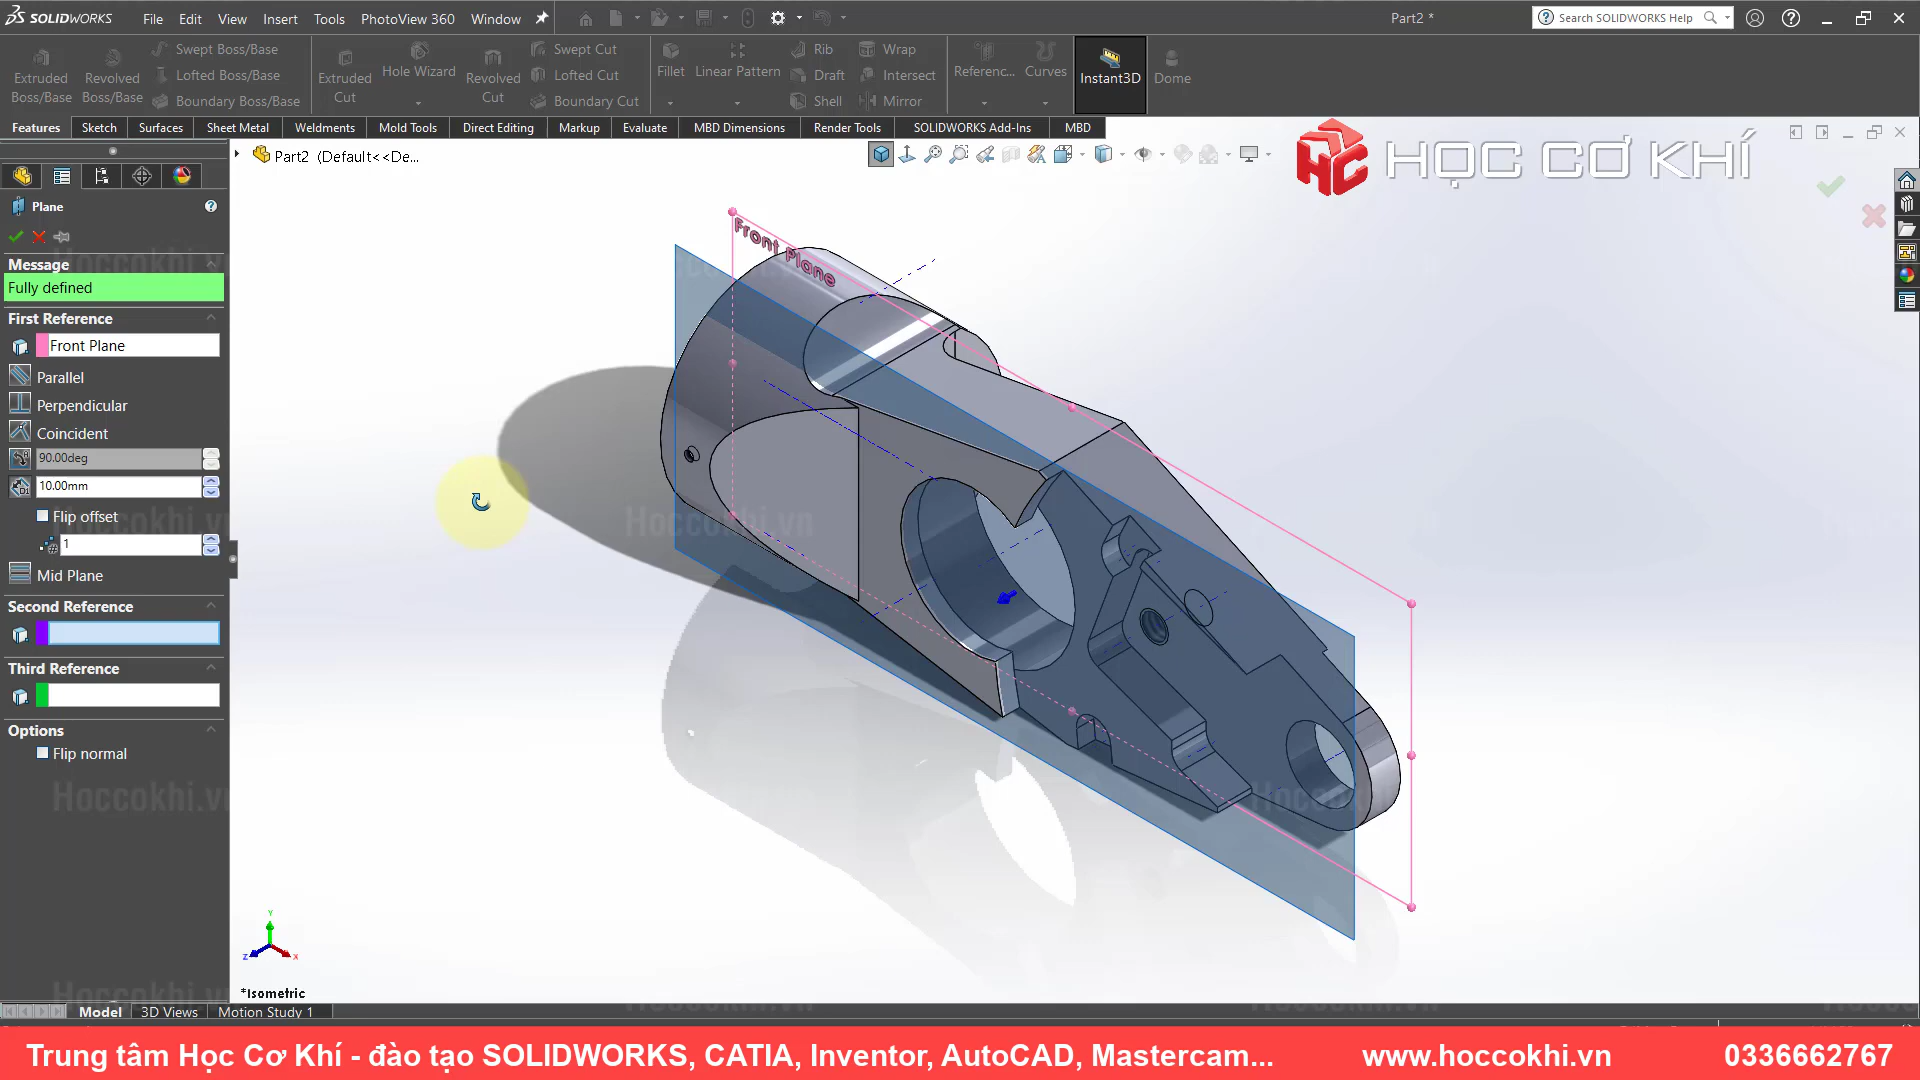 SOLIDWORKS File Edit View Insert Tools PhotoView 360 Window Part2 * Search SOLIDWORKS Help
Extruded Boss/Base
Revolved Boss/Base
Swept Boss/Base
Lofted Boss/Base
Boundary Boss/Base
Extruded Cut
Hole Wizard
Revolved Cut
Swept Cut
Lofted Cut
Boundary Cut
Fillet
Linear Pattern
Rib
Draft
Shell
Wrap
Intersect
Mirror
Referenc...
Curves
Instant3D
Dome
Features Sketch Surfaces Sheet Metal Weldments Mold Tools Direct Editing Markup Evaluate MBD Dimensions Render Tools SOLIDWORKS Add-Ins MBD
Part2 (Default<<De...
HC HỌC CƠ KHÍ
Plane
Message
Fully defined
First Reference
Front Plane
Parallel
Perpendicular
Coincident
90.00deg
10.00mm
Flip offset
1
Mid Plane
Second Reference
Third Reference
Options
Flip normal
Front Plane
Hoccokhi.vn
Y
Z
X
*Isometric
Model 3D Views Motion Study 1
Trung tâm Học Cơ Khí - đào tạo SOLIDWORKS, CATIA, Inventor, AutoCAD, Mastercam... www.hoccokhi.vn 0336662767